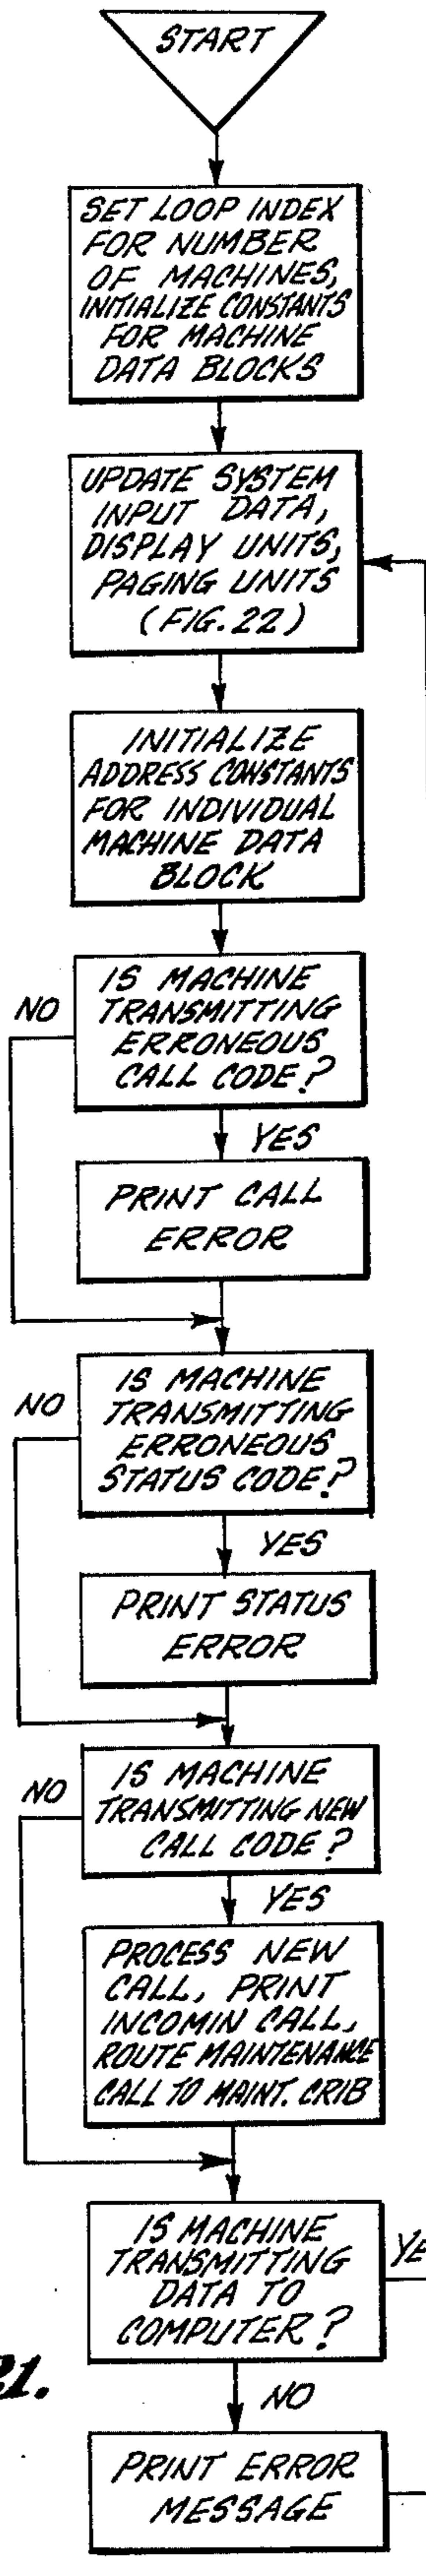 START
SET LOOP INDEX
FOR NUMBER
OF MACHINES,
INITIALIZE CONSTANTS
FOR MACHINE
DATA BLOCKS
UPDATE SYSTEM
INPUT DATA,
DISPLAY UNITS,
PAGING UNITS
(FIG. 22)
INITIALIZE
ADDRESS CONSTANTS
FOR INDIVIDUAL
MACHINE DATA
BLOCK
IS MACHINE
TRANSMITTING
ERRONEOUS
CALL CODE?
NO
YES
PRINT CALL
ERROR
IS MACHINE
TRANSMITTING
ERRONEOUS
STATUS CODE?
NO
YES
PRINT STATUS
ERROR
IS MACHINE
TRANSMITTING NEW
CALL CODE?
NO
YES
PROCESS NEW
CALL, PRINT
INCOMIN CALL,
ROUTE MAINTENANCE
CALL TO MAINT. CRIB
IS MACHINE
TRANSMITTING
DATA TO
COMPUTER?
YE
21.
NO
PRINT ERROR
MESSAGE